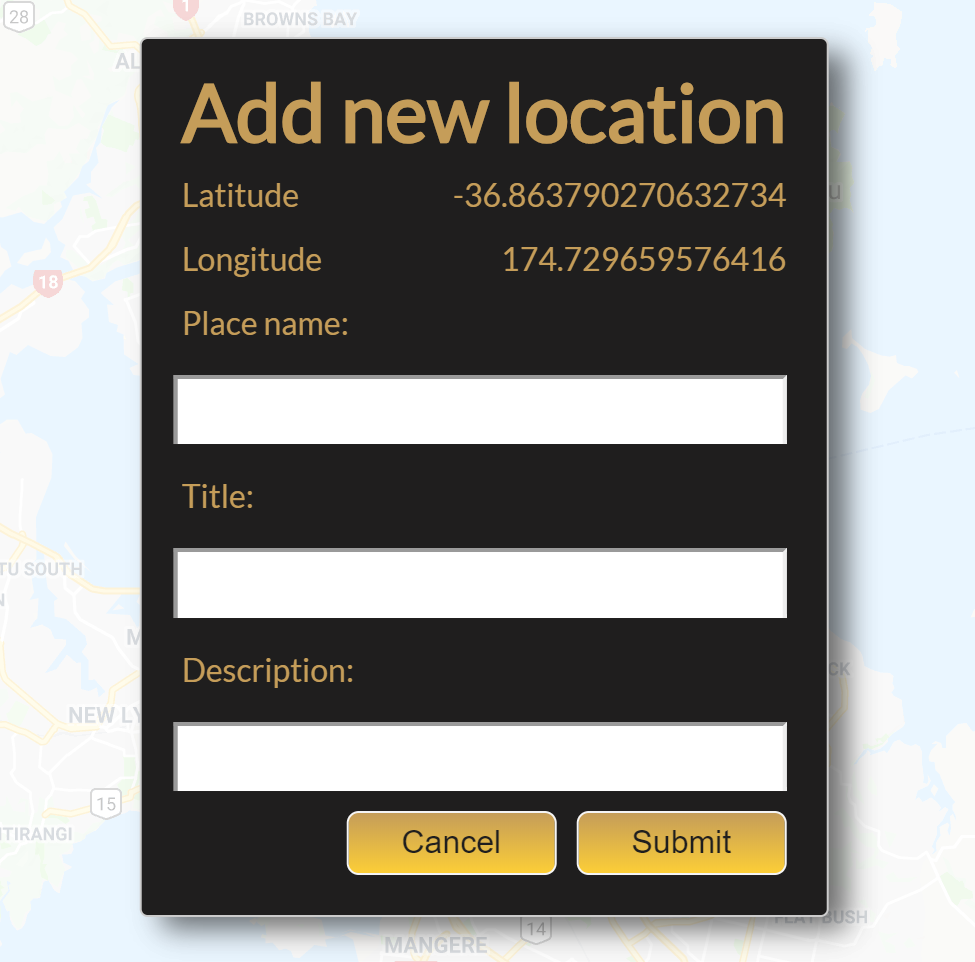 28
1
BROWNS BAY
AL
Add new location
Latitude -36.863790270632734
Longitude 174.729659576416
18
Place name:
Title:
TU SOUTH
Description:
CK
NEW LY
15
TIRANGI
Cancel Submit
FLAT BUSH
14
MANGERE